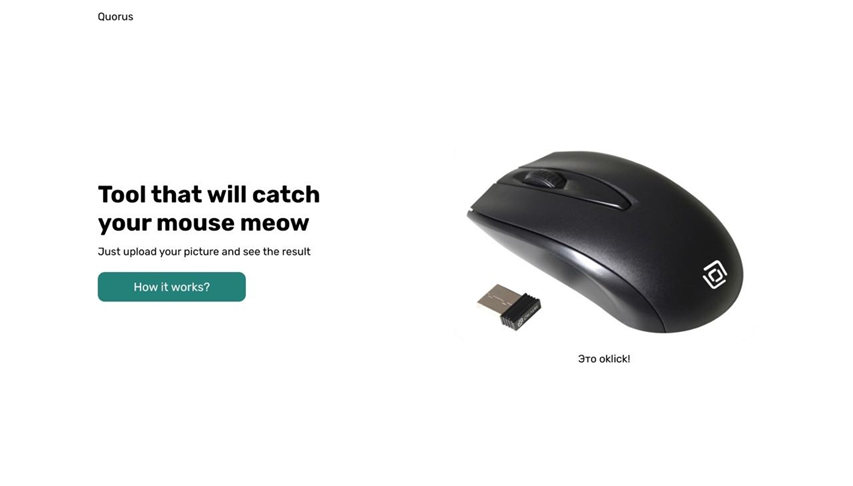 Quorus
Tool that will catch
your mouse meow
Just upload your picture and see the result
How it works?
Это oklick!